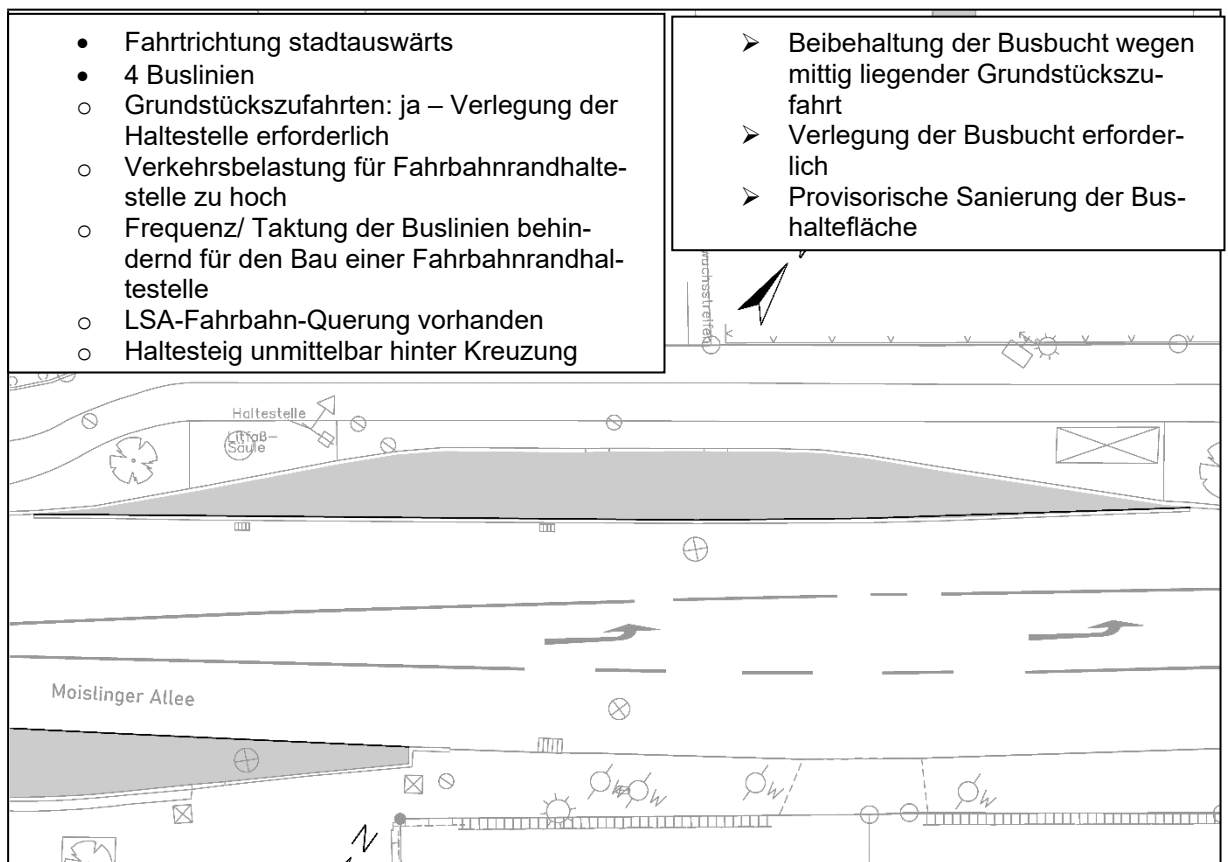 • Fahrtrichtung stadtauswärts
• 4 Buslinien
o Grundstückszufahrten: ja – Verlegung der
Haltestelle erforderlich
o Verkehrsbelastung für Fahrbahnrandhalte-
stelle zu hoch
o Frequenz/ Taktung der Buslinien behin-
dernd für den Bau einer Fahrbahnrandhal-
testelle
o LSA-Fahrbahn-Querung vorhanden
o Haltesteig unmittelbar hinter Kreuzung
➢ Beibehaltung der Busbucht wegen
mittig liegender Grundstückszu-
fahrt
➢ Verlegung der Busbucht erforder-
lich
➢ Provisorische Sanierung der Bus-
haltefläche
wuchsstreifen
Haltestelle
Litfaß-
Säule
Moislinger Allee
W
W
W
W
N